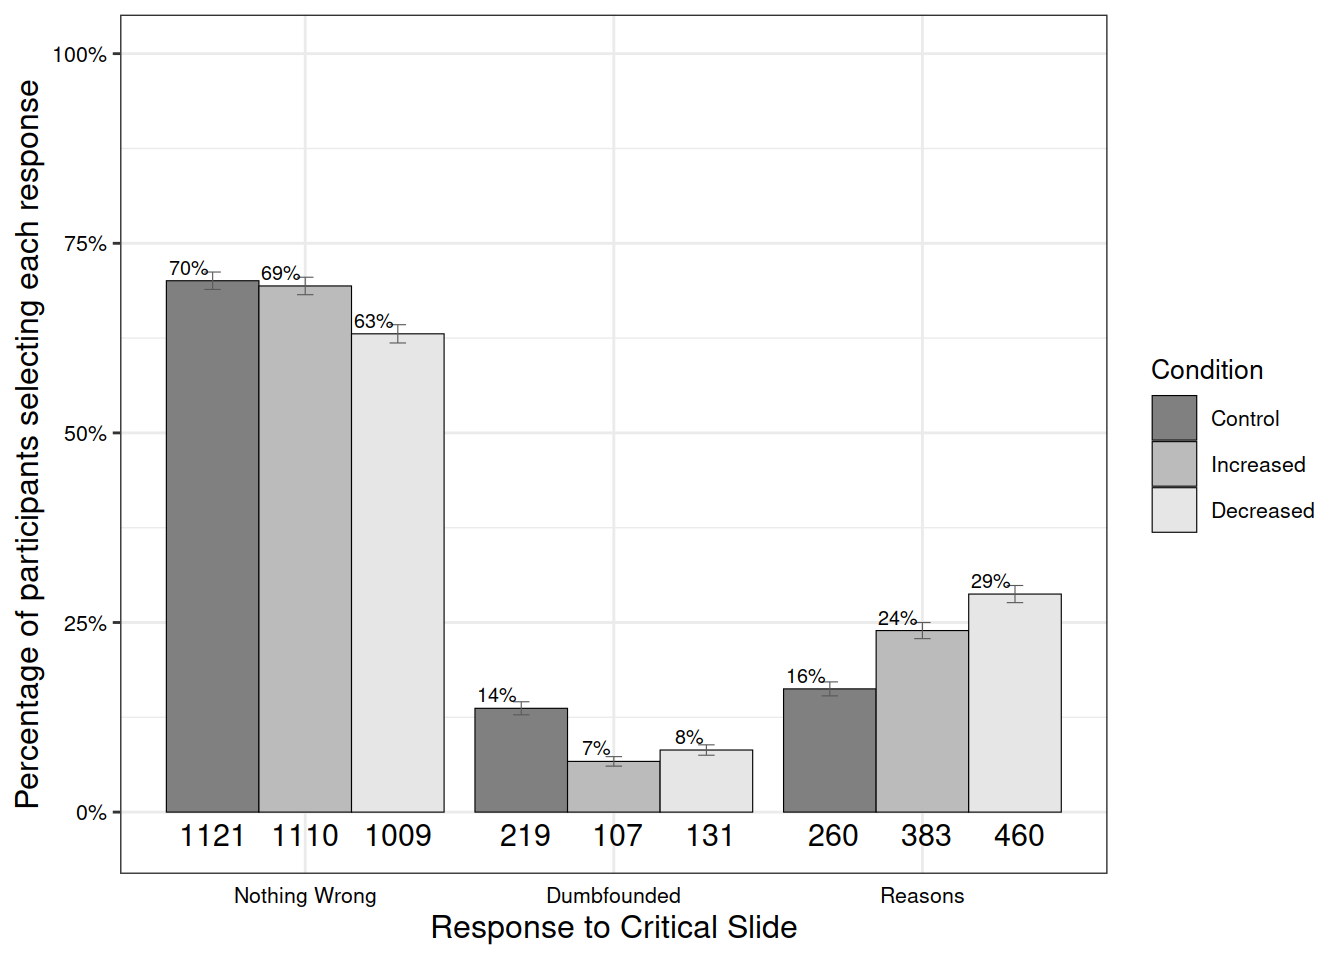 Percentage of participants selecting each response
100%
75%
50%
25%
0%
70%
69%
63%
14%
7%
8%
16%
24%
29%
1121 1110 1009 219 107 131 260 383 460
Nothing Wrong Dumbfounded Reasons
Response to Critical Slide
Condition
Control
Increased
Decreased